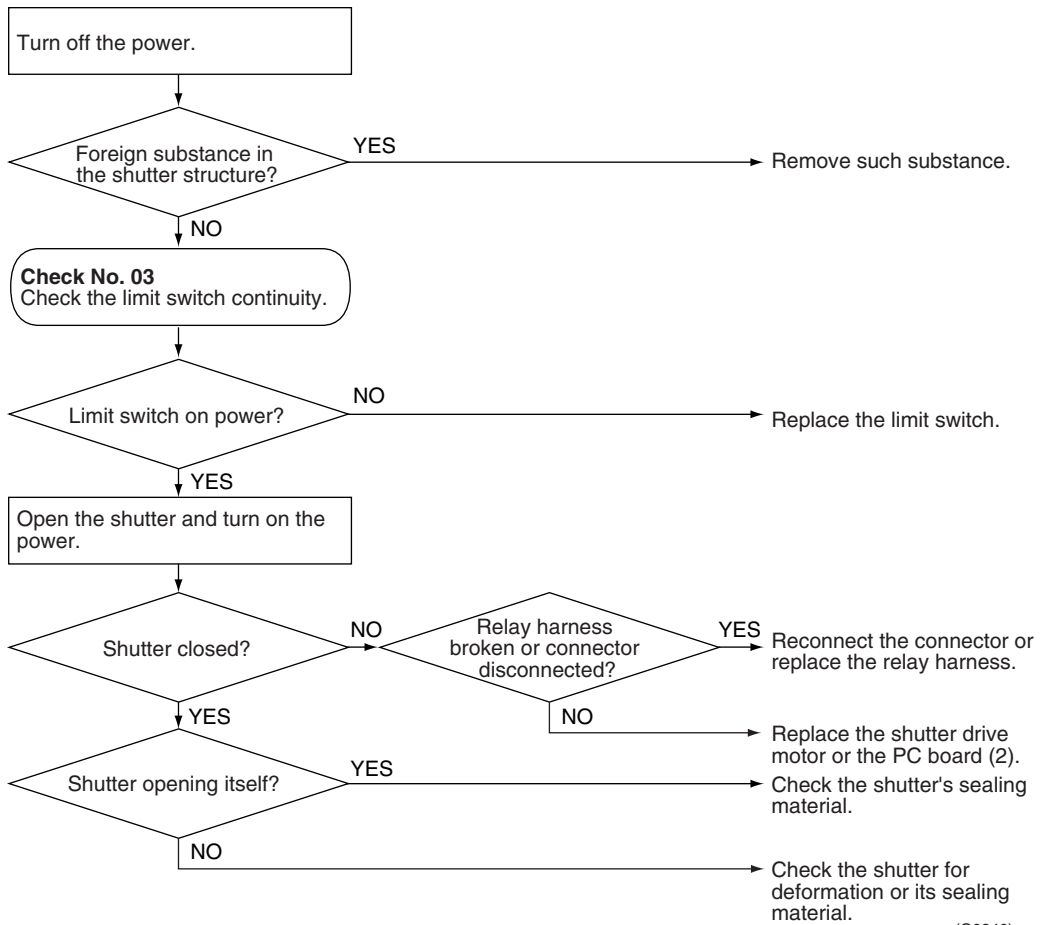 Turn off the power.
Foreign substance in
the shutter structure?
YES
Remove such substance.
NO
Check No. 03
Check the limit switch continuity.
Limit switch on power?
NO
Replace the limit switch.
YES
Open the shutter and turn on the
power.
Shutter closed?
NO
Relay harness
broken or connector
disconnected?
YES
Reconnect the connector or
replace the relay harness.
NO
Replace the shutter drive
motor or the PC board (2).
YES
Shutter opening itself?
YES
Check the shutter's sealing
material.
NO
Check the shutter for
deformation or its sealing
material.